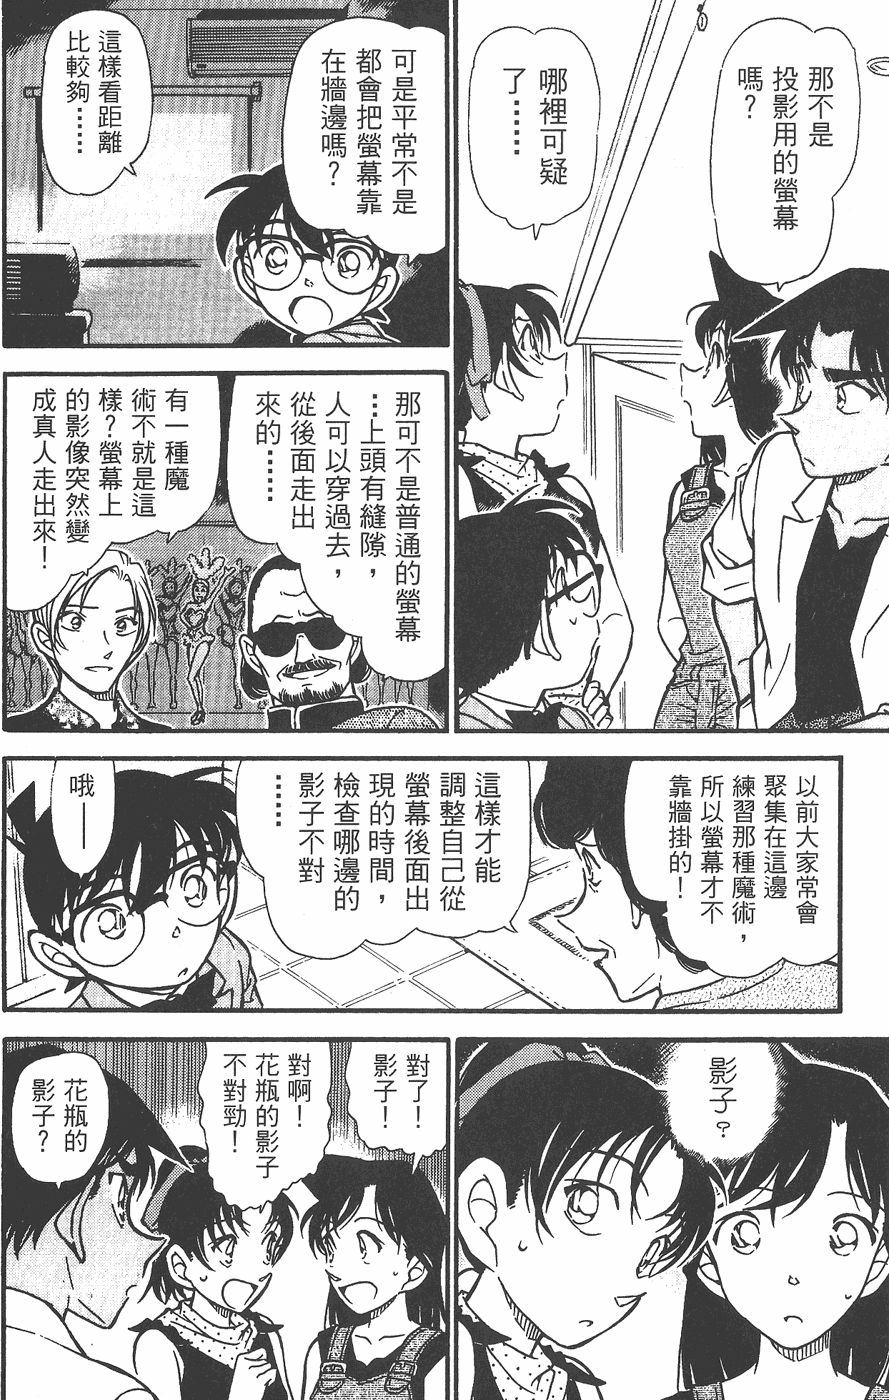 那不是
投影用的螢幕
嗎？
哪裡可疑
了……
可是平常不是
都會把螢幕靠
在牆邊嗎？
這樣看距離
比較夠……
那可不是普通的螢幕
…上頭有縫隙，
人可以穿過去，
從後面走出
來的……
有一種魔
術不就是這
樣？螢幕上
的影像突然變
成真人走出來！
以前大家常會
聚集在這邊
練習那種魔術，
所以螢幕才不
靠牆掛的！
這樣才能
調整自己從
螢幕後面出
現的時間，
檢查哪邊的
影子不對
……
哦—
影子？
對了！
影子！
對啊！
花瓶的影子
不對勁！
花瓶的
影子？